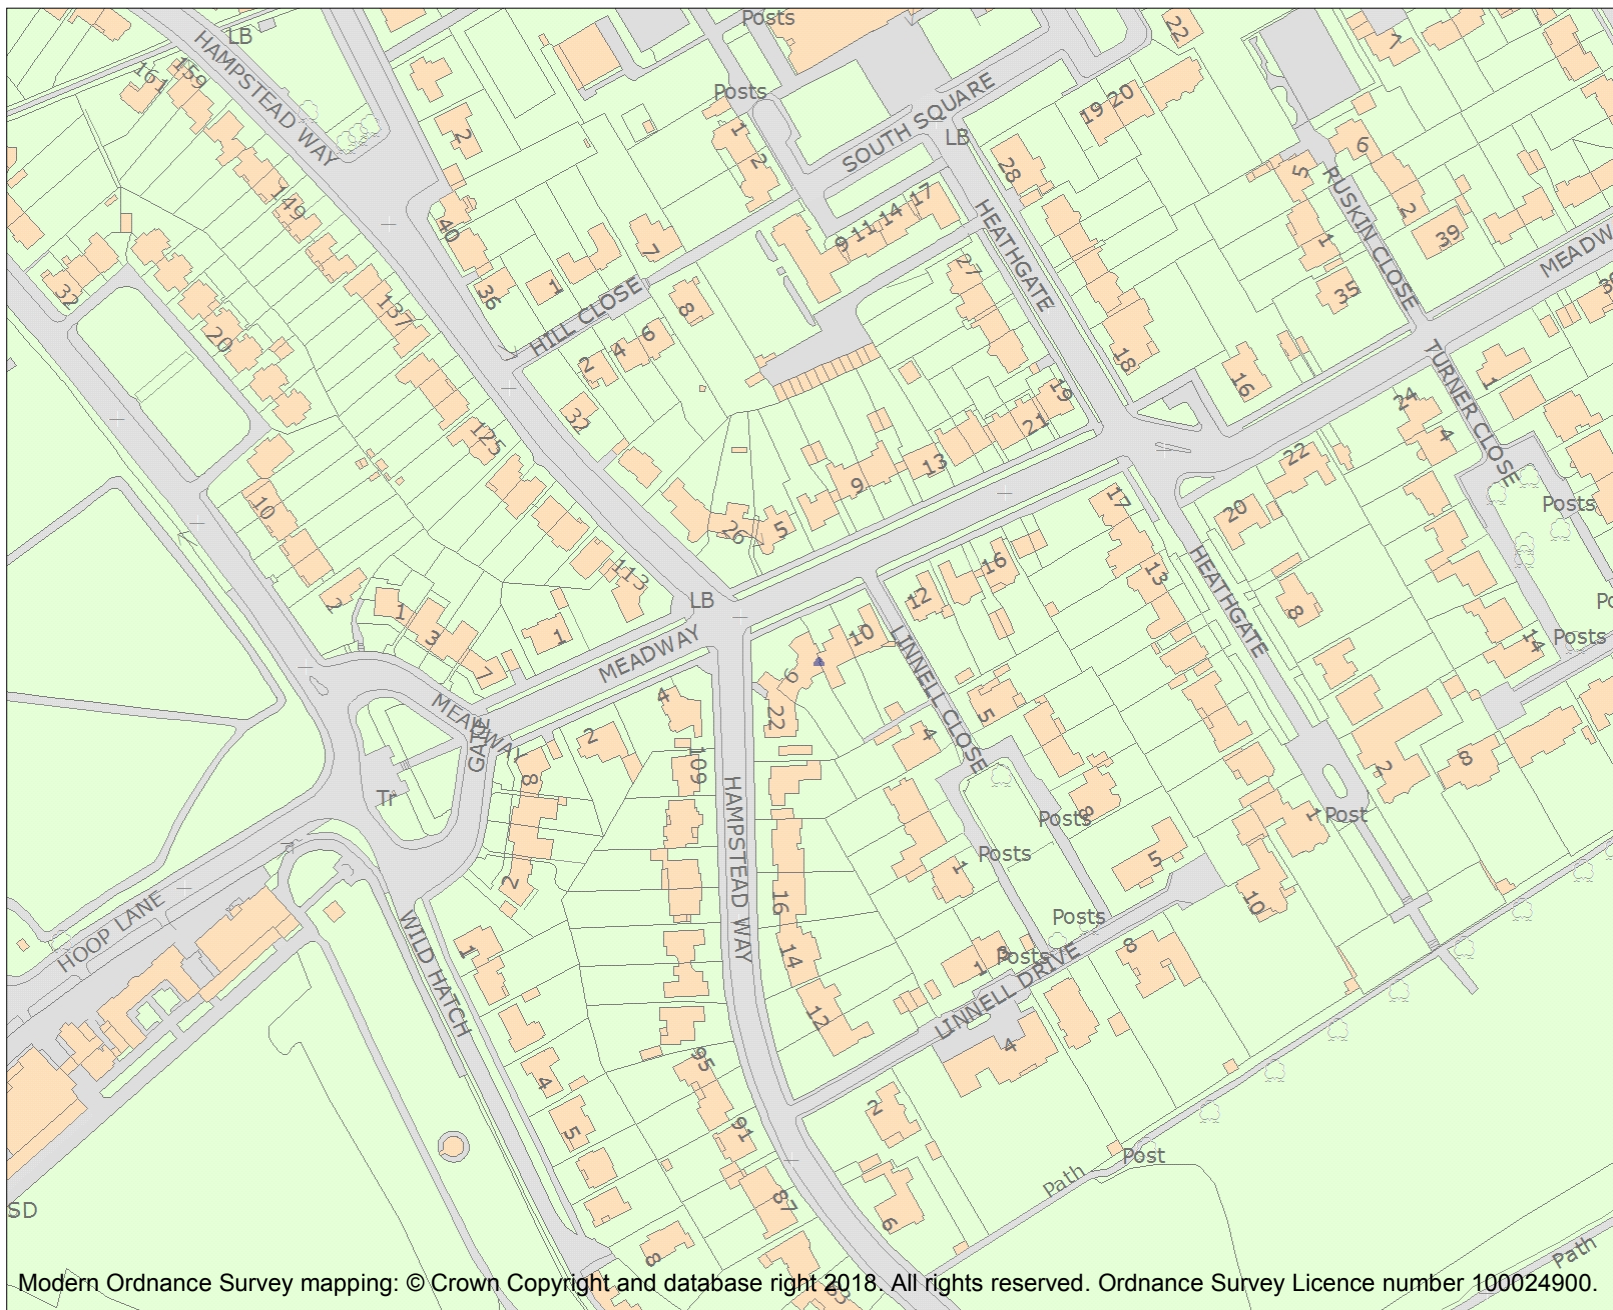 Posts
LB
HAMPSTEAD WAY
161
159
22
7
Posts
SOUTH SQUARE
19 20
LB
2
1
2
28
6
5
RUSKIN CLOSE
2
39
1
35
MEADW
149
40
7
17
14
11
9
HEATHGATE
27
32
137
36
1
HILL CLOSE
8
6
4
2
20
18
16
TURNER CLOSE
1
24
4
32
19
21
125
13
9
22
10
26
5
17
20
Posts
113
LB
16
12
13
HEATHGATE
8
14
Posts
2
1
3
7
1
MEADWAY
10
6
LINNELL CLOSE
MEADWAY
GATE
4
22
5
2
109
4
8
2
8
Tr
HAMPSTEAD WAY
8
Posts
1
Post
Posts
1
5
2
16
10
HOOP LANE
WILD HATCH
1
14
Posts
Posts
1
3
8
LINNELL DRIVE
12
4
95
4
2
5
91
Post
Path
87
6
8
SD
Path
83
Modern Ordnance Survey mapping: © Crown Copyright and database right 2018. All rights reserved. Ordnance Survey Licence number 100024900.